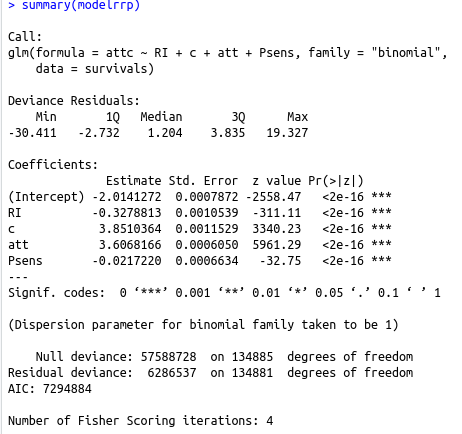 > summary(modelrrp)
Call:
glm(formula = attc ~ RI + c + att + Psens, family = "binomial",
    data = survivals)
Deviance Residuals:
    Min       1Q   Median       3Q      Max
-30.411   -2.732    1.204    3.835   19.327
Coefficients:
              Estimate Std. Error  z value Pr(>|z|)
(Intercept) -2.0141272  0.0007872 -2558.47   <2e-16 ***
RI          -0.3278813  0.0010539  -311.11   <2e-16 ***
c            3.8510364  0.0011529  3340.23   <2e-16 ***
att          3.6068166  0.0006050  5961.29   <2e-16 ***
Psens       -0.0217220  0.0006634   -32.75   <2e-16 ***
---
Signif. codes:  0 ‘***’ 0.001 ‘**’ 0.01 ‘*’ 0.05 ‘.’ 0.1 ‘ ’ 1
(Dispersion parameter for binomial family taken to be 1)
    Null deviance: 57588728  on 134885  degrees of freedom
Residual deviance:  6286537  on 134881  degrees of freedom
AIC: 7294884
Number of Fisher Scoring iterations: 4